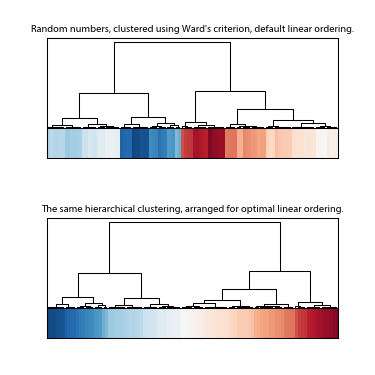 Random numbers, clustered using Ward's criterion, default linear ordering.
The same hierarchical clustering, arranged for optimal linear ordering.